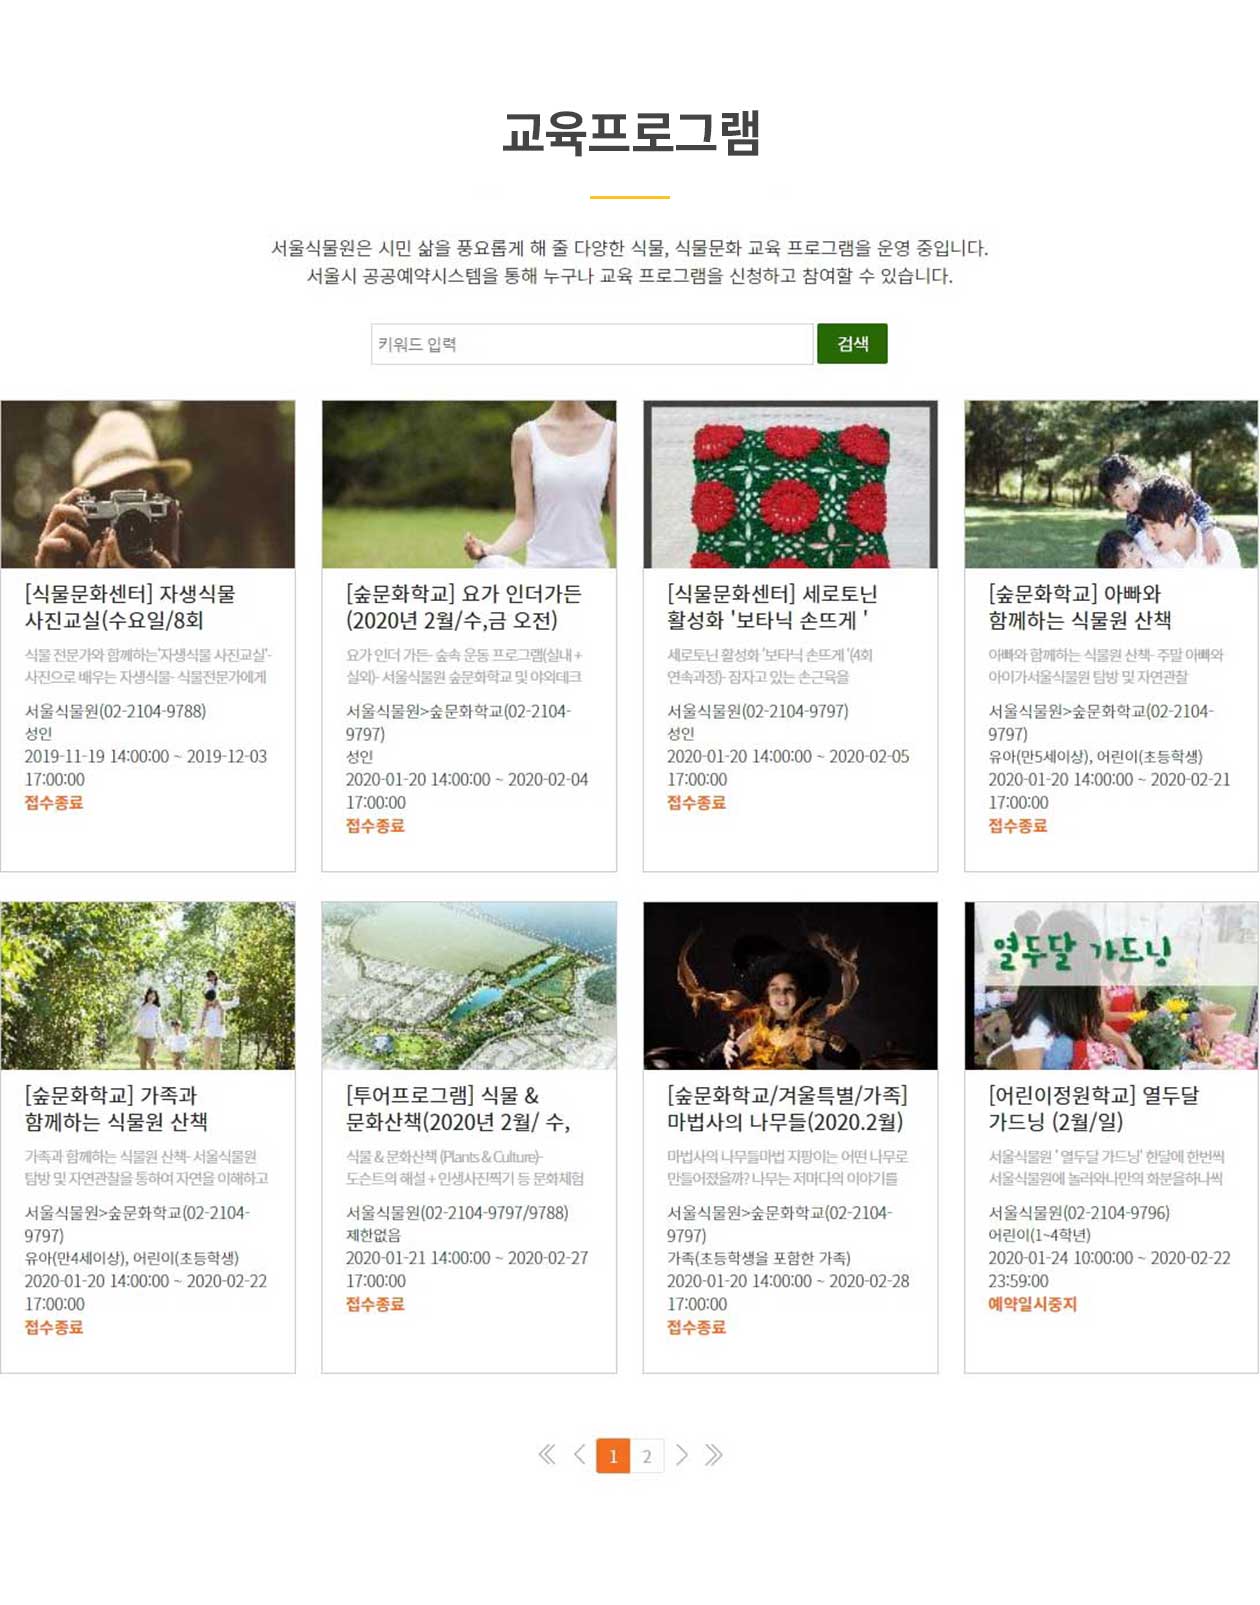 교육프로그램
서울식물원은 시민 삶을 풍요롭게 해 줄 다양한 식물, 식물문화 교육 프로그램을 운영 중입니다.
서울시 공공예약시스템을 통해 누구나 교육 프로그램을 신청하고 참여할 수 있습니다.
키워드 입력
검색
[식물문화센터] 자생식물
사진교실(수요일/8회
식물 전문가와 함께하는'자생식물 사진교실'-
사진으로 배우는 자생식물- 식물전문가에게
서울식물원(02-2104-9788)
성인
2019-11-19 14:00:00 ~ 2019-12-03
17:00:00
접수종료
[숲문화학교] 요가 인더가든
(2020년 2월/수,금 오전)
요가 인더 가든- 숲속 운동 프로그램(실내 +
실외)- 서울식물원 숲문화학교 및 야외데크
서울식물원>숲문화학교(02-2104-
9797)
성인
2020-01-20 14:00:00 ~ 2020-02-04
17:00:00
접수종료
[식물문화센터] 세로토닌
활성화 '보타닉 손뜨게 '
세로토닌 활성화 '보타닉 손뜨게 '(4회
연속과정)- 잠자고 있는 손근육을
서울식물원(02-2104-9797)
성인
2020-01-20 14:00:00 ~ 2020-02-05
17:00:00
접수종료
[숲문화학교] 아빠와
함께하는 식물원 산책
아빠와 함께하는 식물원 산책- 주말 아빠와
아이가서울식물원 탐방 및 자연관찰
서울식물원>숲문화학교(02-2104-
9797)
유아(만5세이상), 어린이(초등학생)
2020-01-20 14:00:00 ~ 2020-02-21
17:00:00
접수종료
[숲문화학교] 가족과
함께하는 식물원 산책
가족과 함께하는 식물원 산책- 서울식물원
탐방 및 자연관찰을 통하여 자연을 이해하고
서울식물원>숲문화학교(02-2104-
9797)
유아(만4세이상), 어린이(초등학생)
2020-01-20 14:00:00 ~ 2020-02-22
17:00:00
접수종료
[투어프로그램] 식물 &
문화산책(2020년 2월/ 수,
식물 & 문화산책 (Plants & Culture)-
도슨트의 해설 + 인생사진찍기 등 문화체험
서울식물원(02-2104-9797/9788)
제한없음
2020-01-21 14:00:00 ~ 2020-02-27
17:00:00
접수종료
[숲문화학교/겨울특별/가족]
마법사의 나무들(2020.2월)
마법사의 나무들마법 지팡이는 어떤 나무로
만들어졌을까? 나무는 저마다의 이야기를
서울식물원>숲문화학교(02-2104-
9797)
가족(초등학생을 포함한 가족)
2020-01-20 14:00:00 ~ 2020-02-28
17:00:00
접수종료
열두달 가드닝
[어린이정원학교] 열두달
가드닝 (2월/일)
서울식물원 ' 열두달 가드닝' 한달에 한번씩
서울식물원에 놀러와나만의 화분을하나씩
서울식물원(02-2104-9796)
어린이(1~4학년)
2020-01-24 10:00:00 ~ 2020-02-22
23:59:00
예약일시중지
1 2